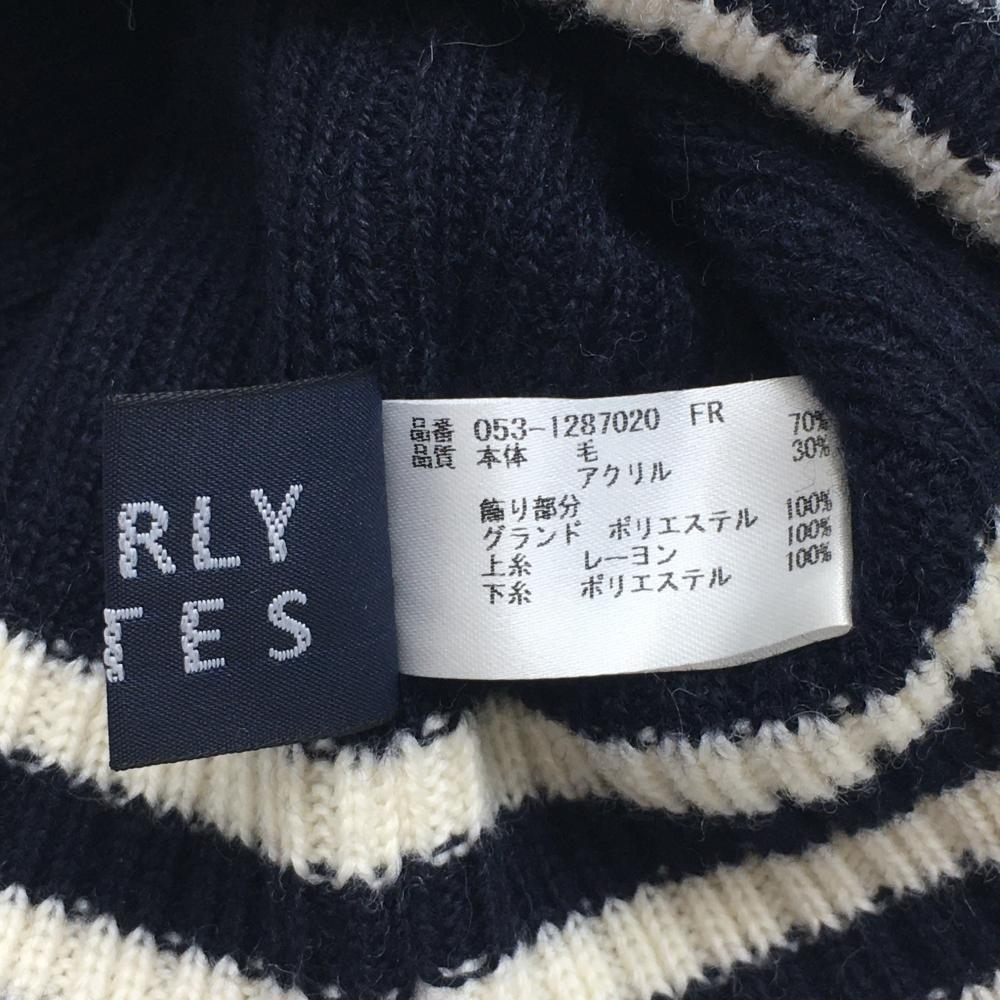 RLY
TES
品番 053-1287020 FR
品質 本体 毛 70%
アクリル 30%
飾り部分
グランド ポリエステル 100%
上糸 レーヨン 100%
下糸 ポリエステル 100%